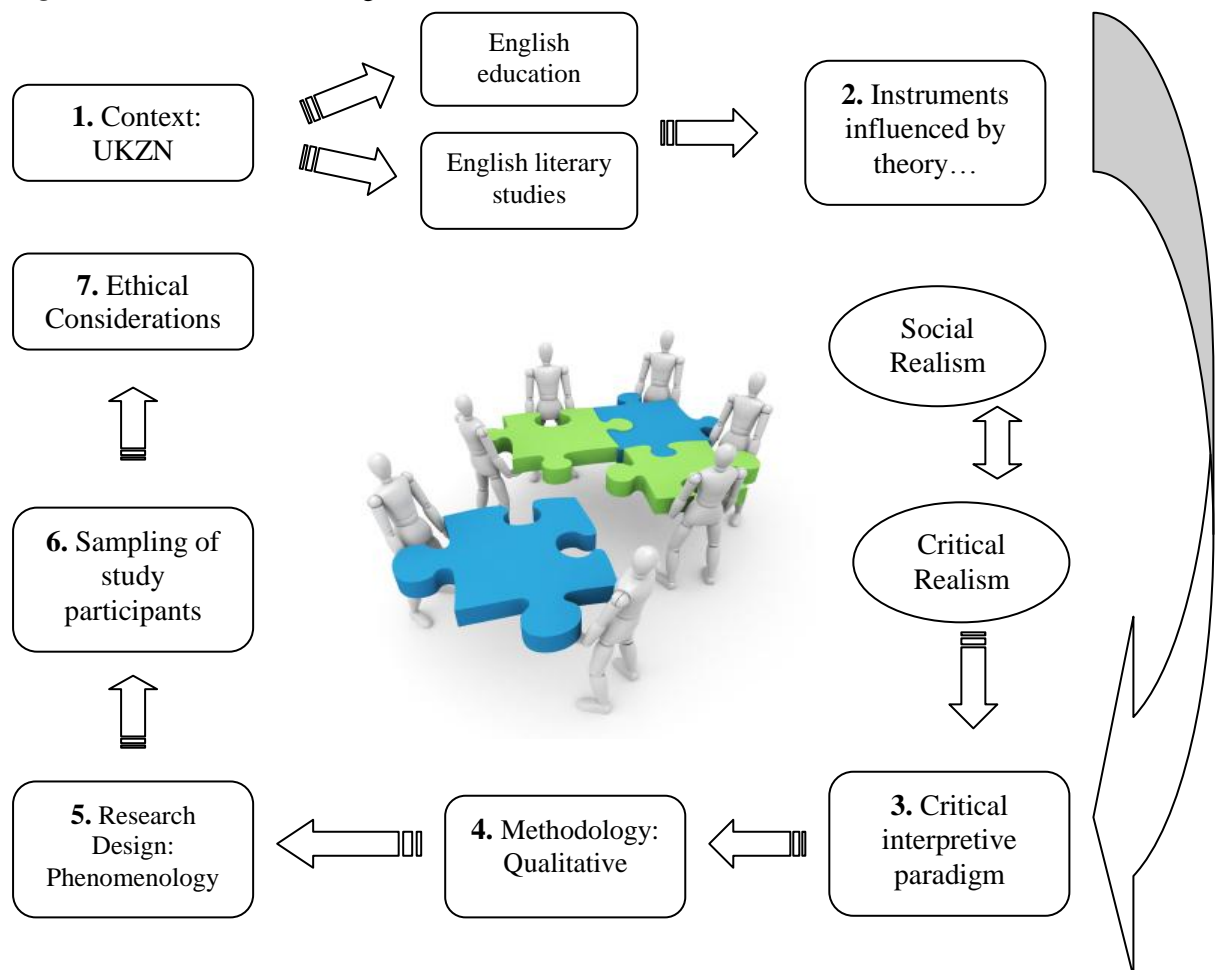 1. Context:
UKZN
English
education
English literary
studies
2. Instruments
influenced by
theory…
Social
Realism
Critical
Realism
3. Critical
interpretive
paradigm
4. Methodology:
Qualitative
5. Research
Design:
Phenomenology
6. Sampling of
study
participants
7. Ethical
Considerations